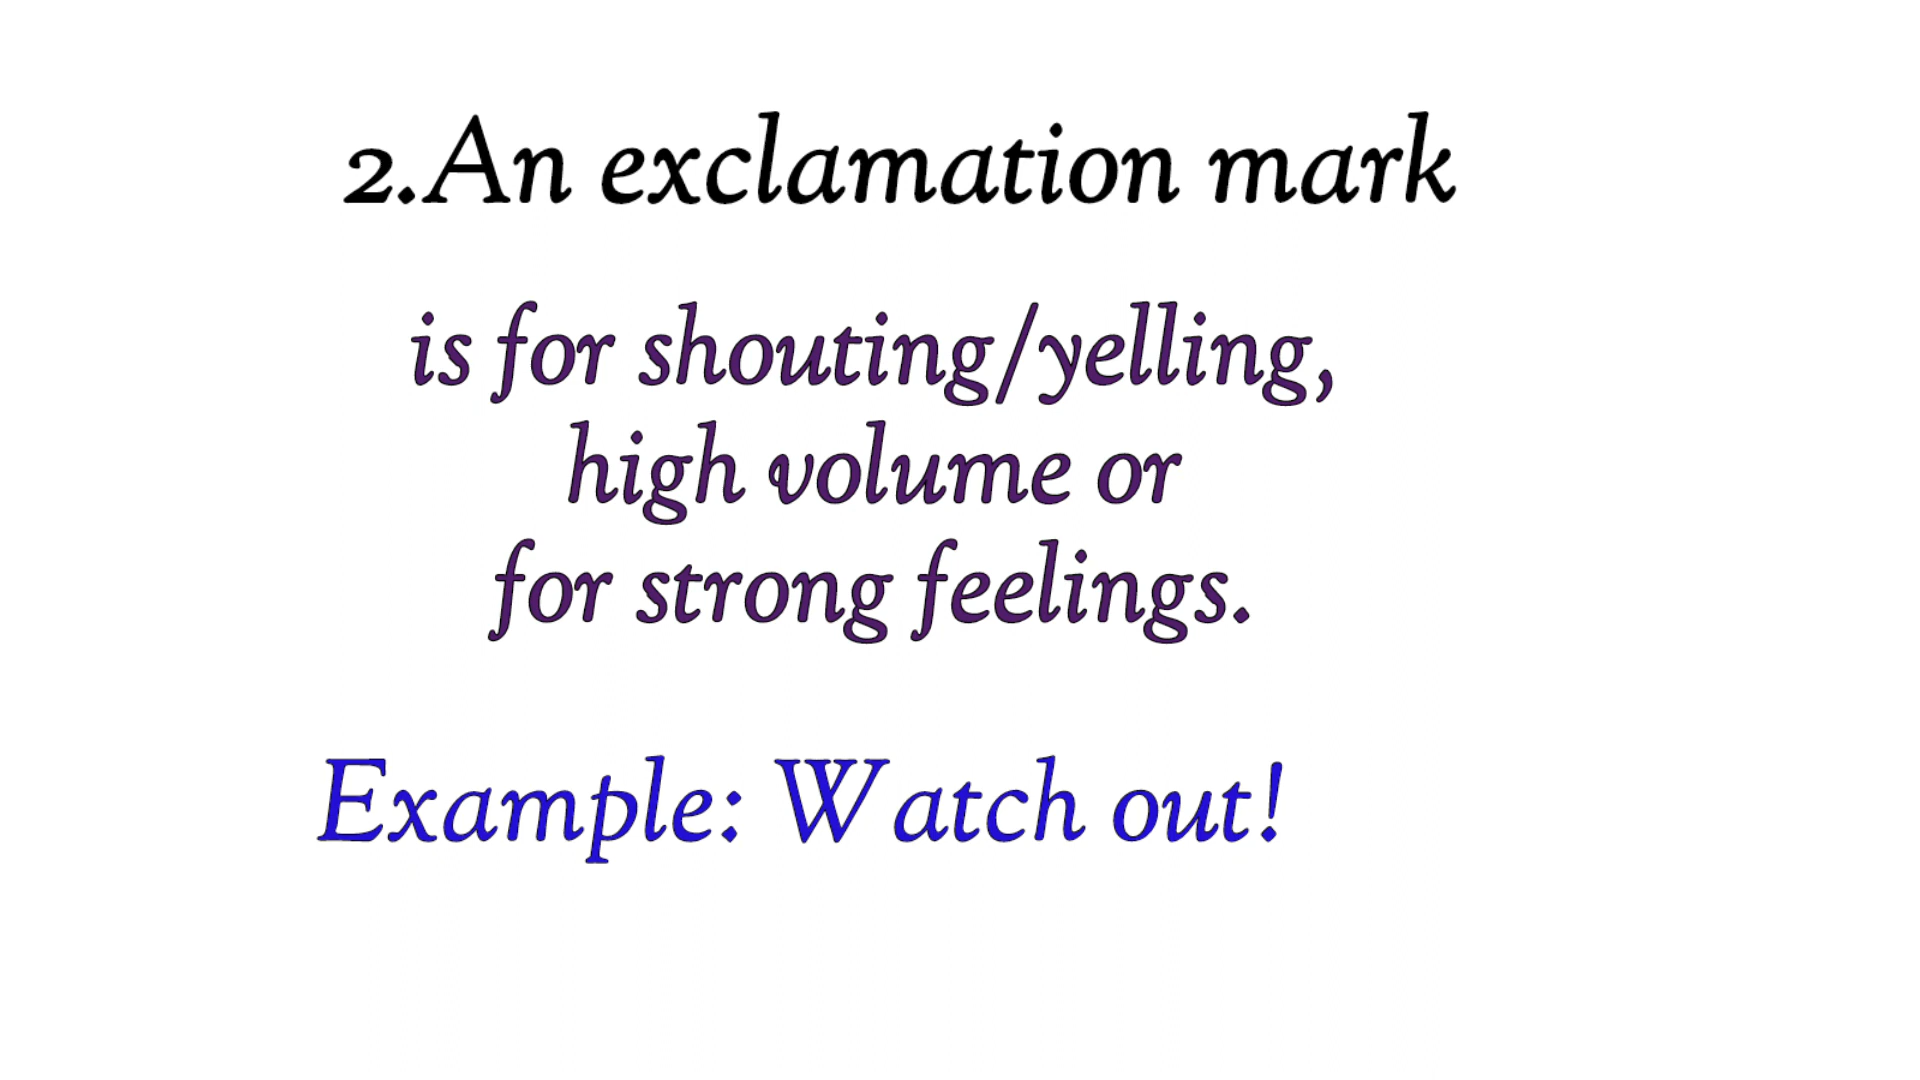 2.An exclamation mark
is for shouting/yelling,
high volume or
for strong feelings.
Example: Watch out!